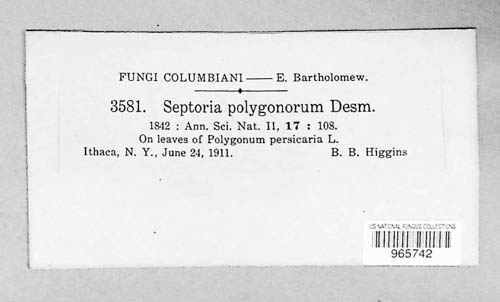 FUNGI COLUMBIANI — E. Bartholomew.
3581. Septoria polygonorum Desm.
1842 : Ann. Sci. Nat. II, 17 : 108.
On leaves of Polygonum persicaria L.
Ithaca, N. Y., June 24, 1911. B. B. Higgins
US NATIONAL FUNGUS COLLECTIONS
965742